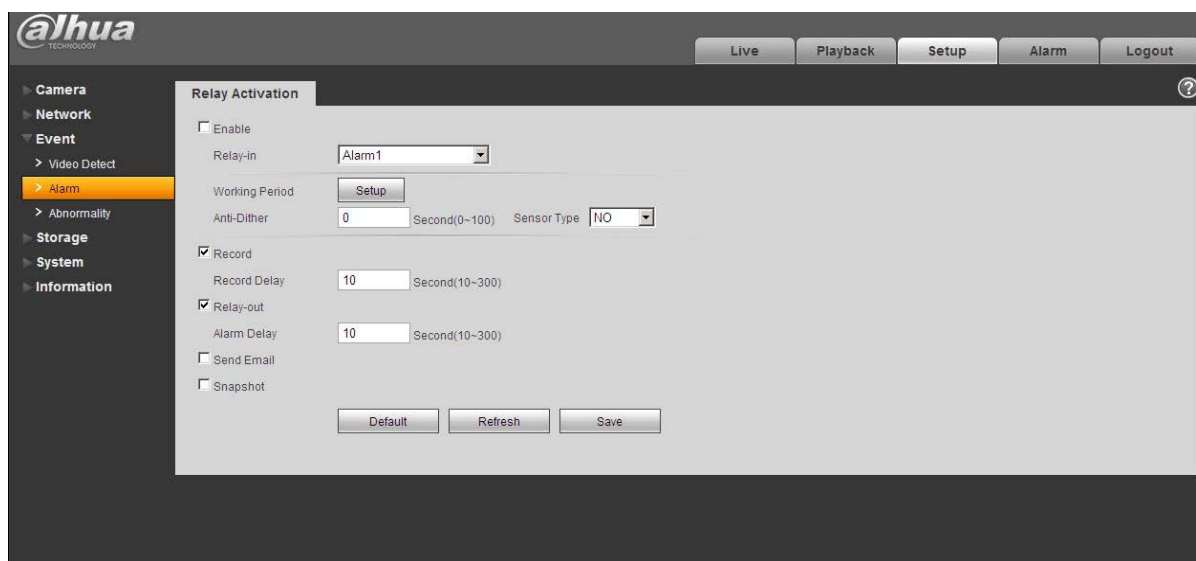 alhua
TECHNOLOGY
Live Playback Setup Alarm Logout
Camera
Network
Event
> Video Detect
> Alarm
> Abnormality
Storage
System
Information
Relay Activation
?
Enable
Relay-in Alarm1
Working Period Setup
Anti-Dither 0 Second(0~100) Sensor Type NO
Record
Record Delay 10 Second(10~300)
Relay-out
Alarm Delay 10 Second(10~300)
Send Email
Snapshot
Default Refresh Save